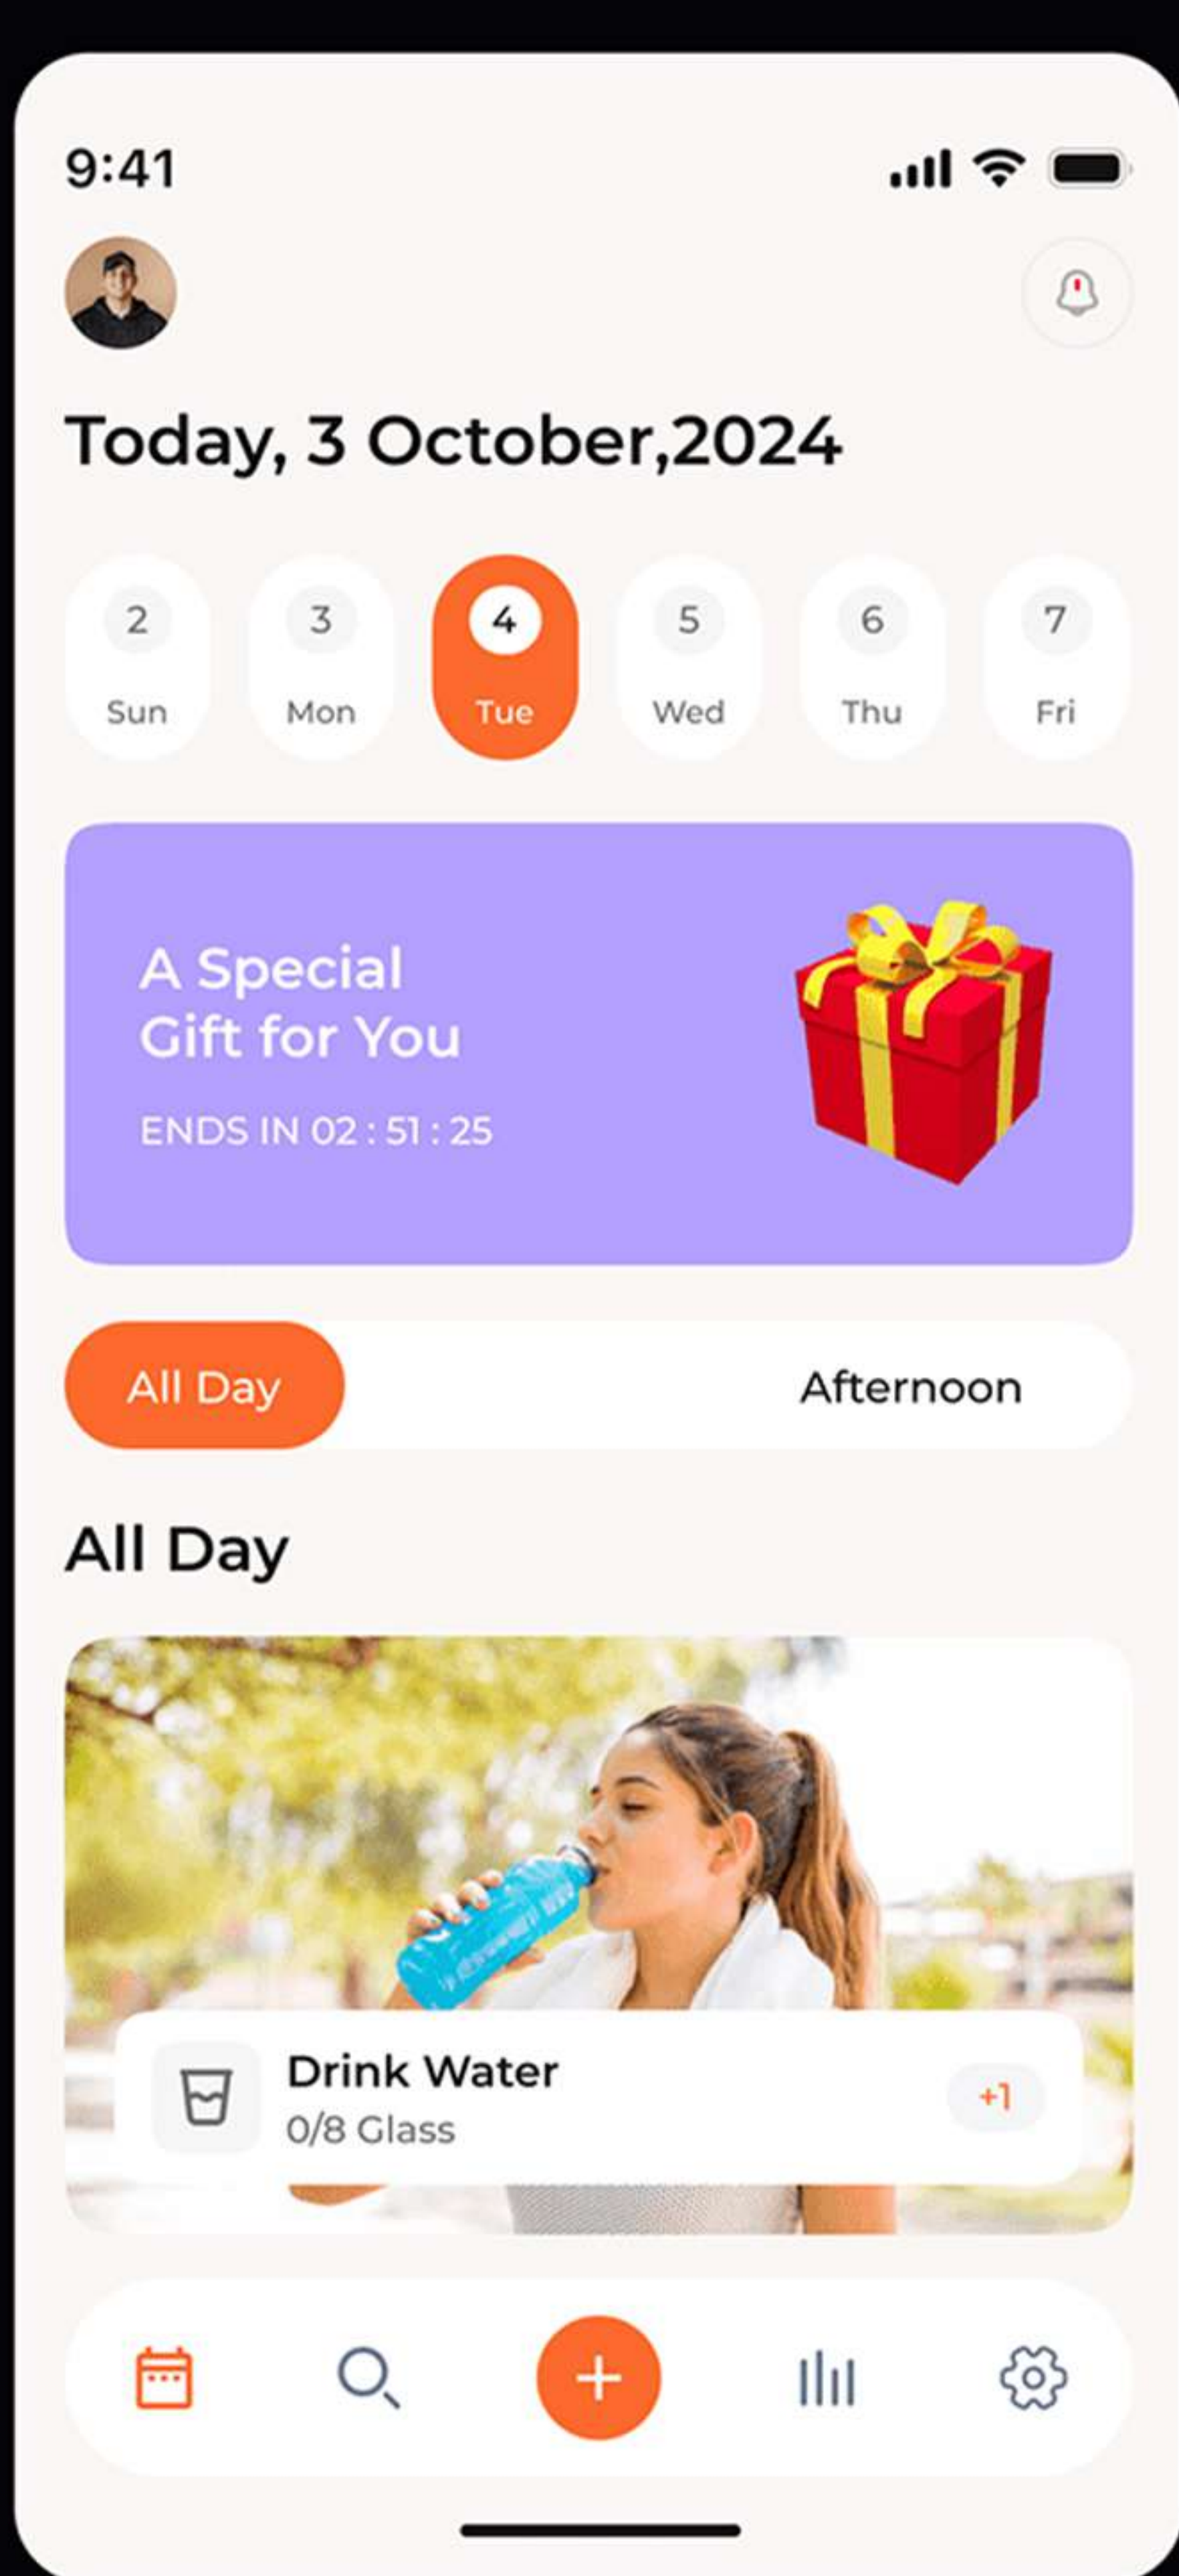 9:41
Today, 3 October,2024
2 3 4 5 6 7
Sun Mon Tue Wed Thu Fri
A Special
Gift for You
ENDS IN 02 : 51 : 25
All Day Afternoon
All Day
Drink Water
0/8 Glass
+1